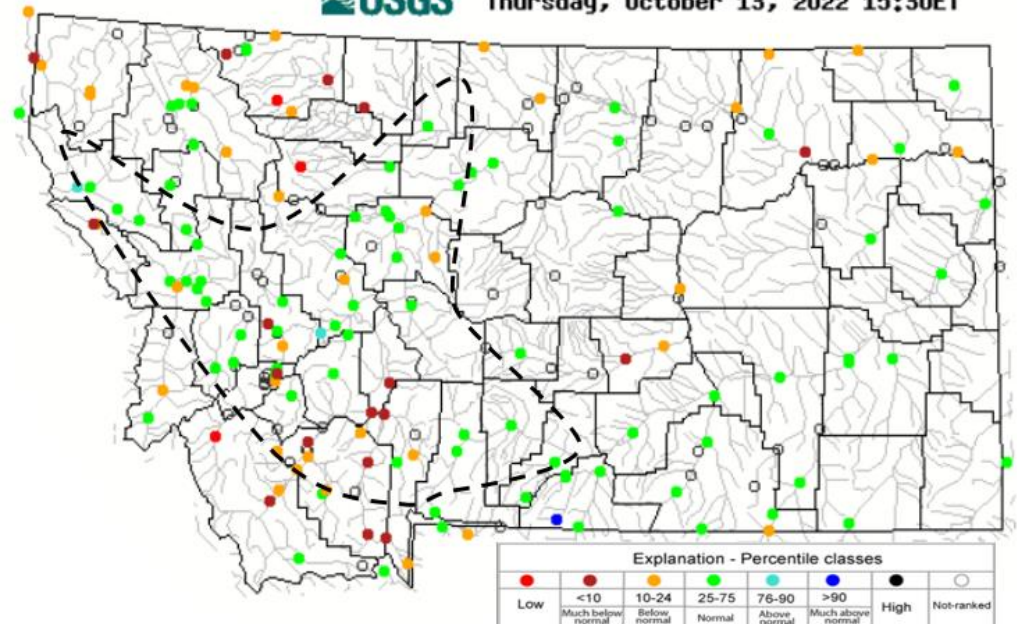 USGS Thursday, October 13, 2022 15:30ET
Explanation - Percentile classes
Low <10 10-24 25-75 76-90 >90 High Not-ranked
Much below normal Below normal Normal Above normal Much above normal